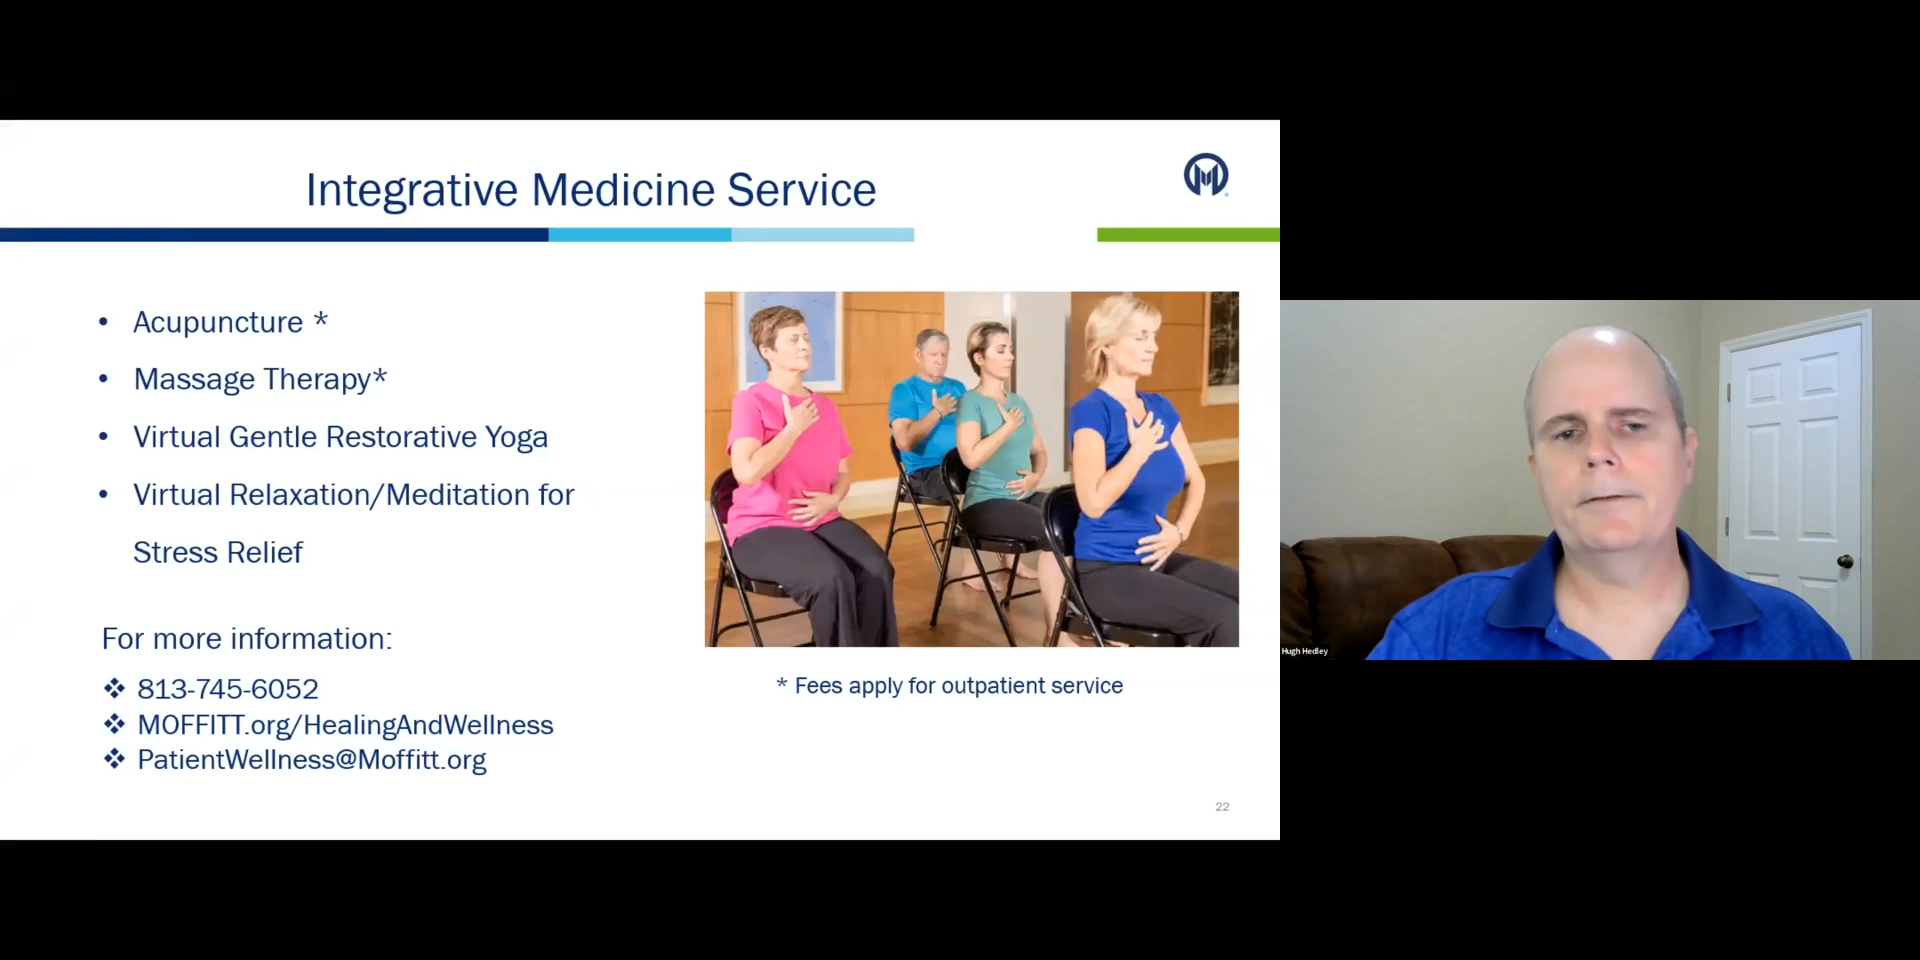 Integrative Medicine Service
• Acupuncture *
• Massage Therapy*
• Virtual Gentle Restorative Yoga
• Virtual Relaxation/Meditation for
Stress Relief
For more information:
❖ 813-745-6052
❖ MOFFITT.org/HealingAndWellness
❖ PatientWellness@Moffitt.org
* Fees apply for outpatient service
22
Hugh Hedley